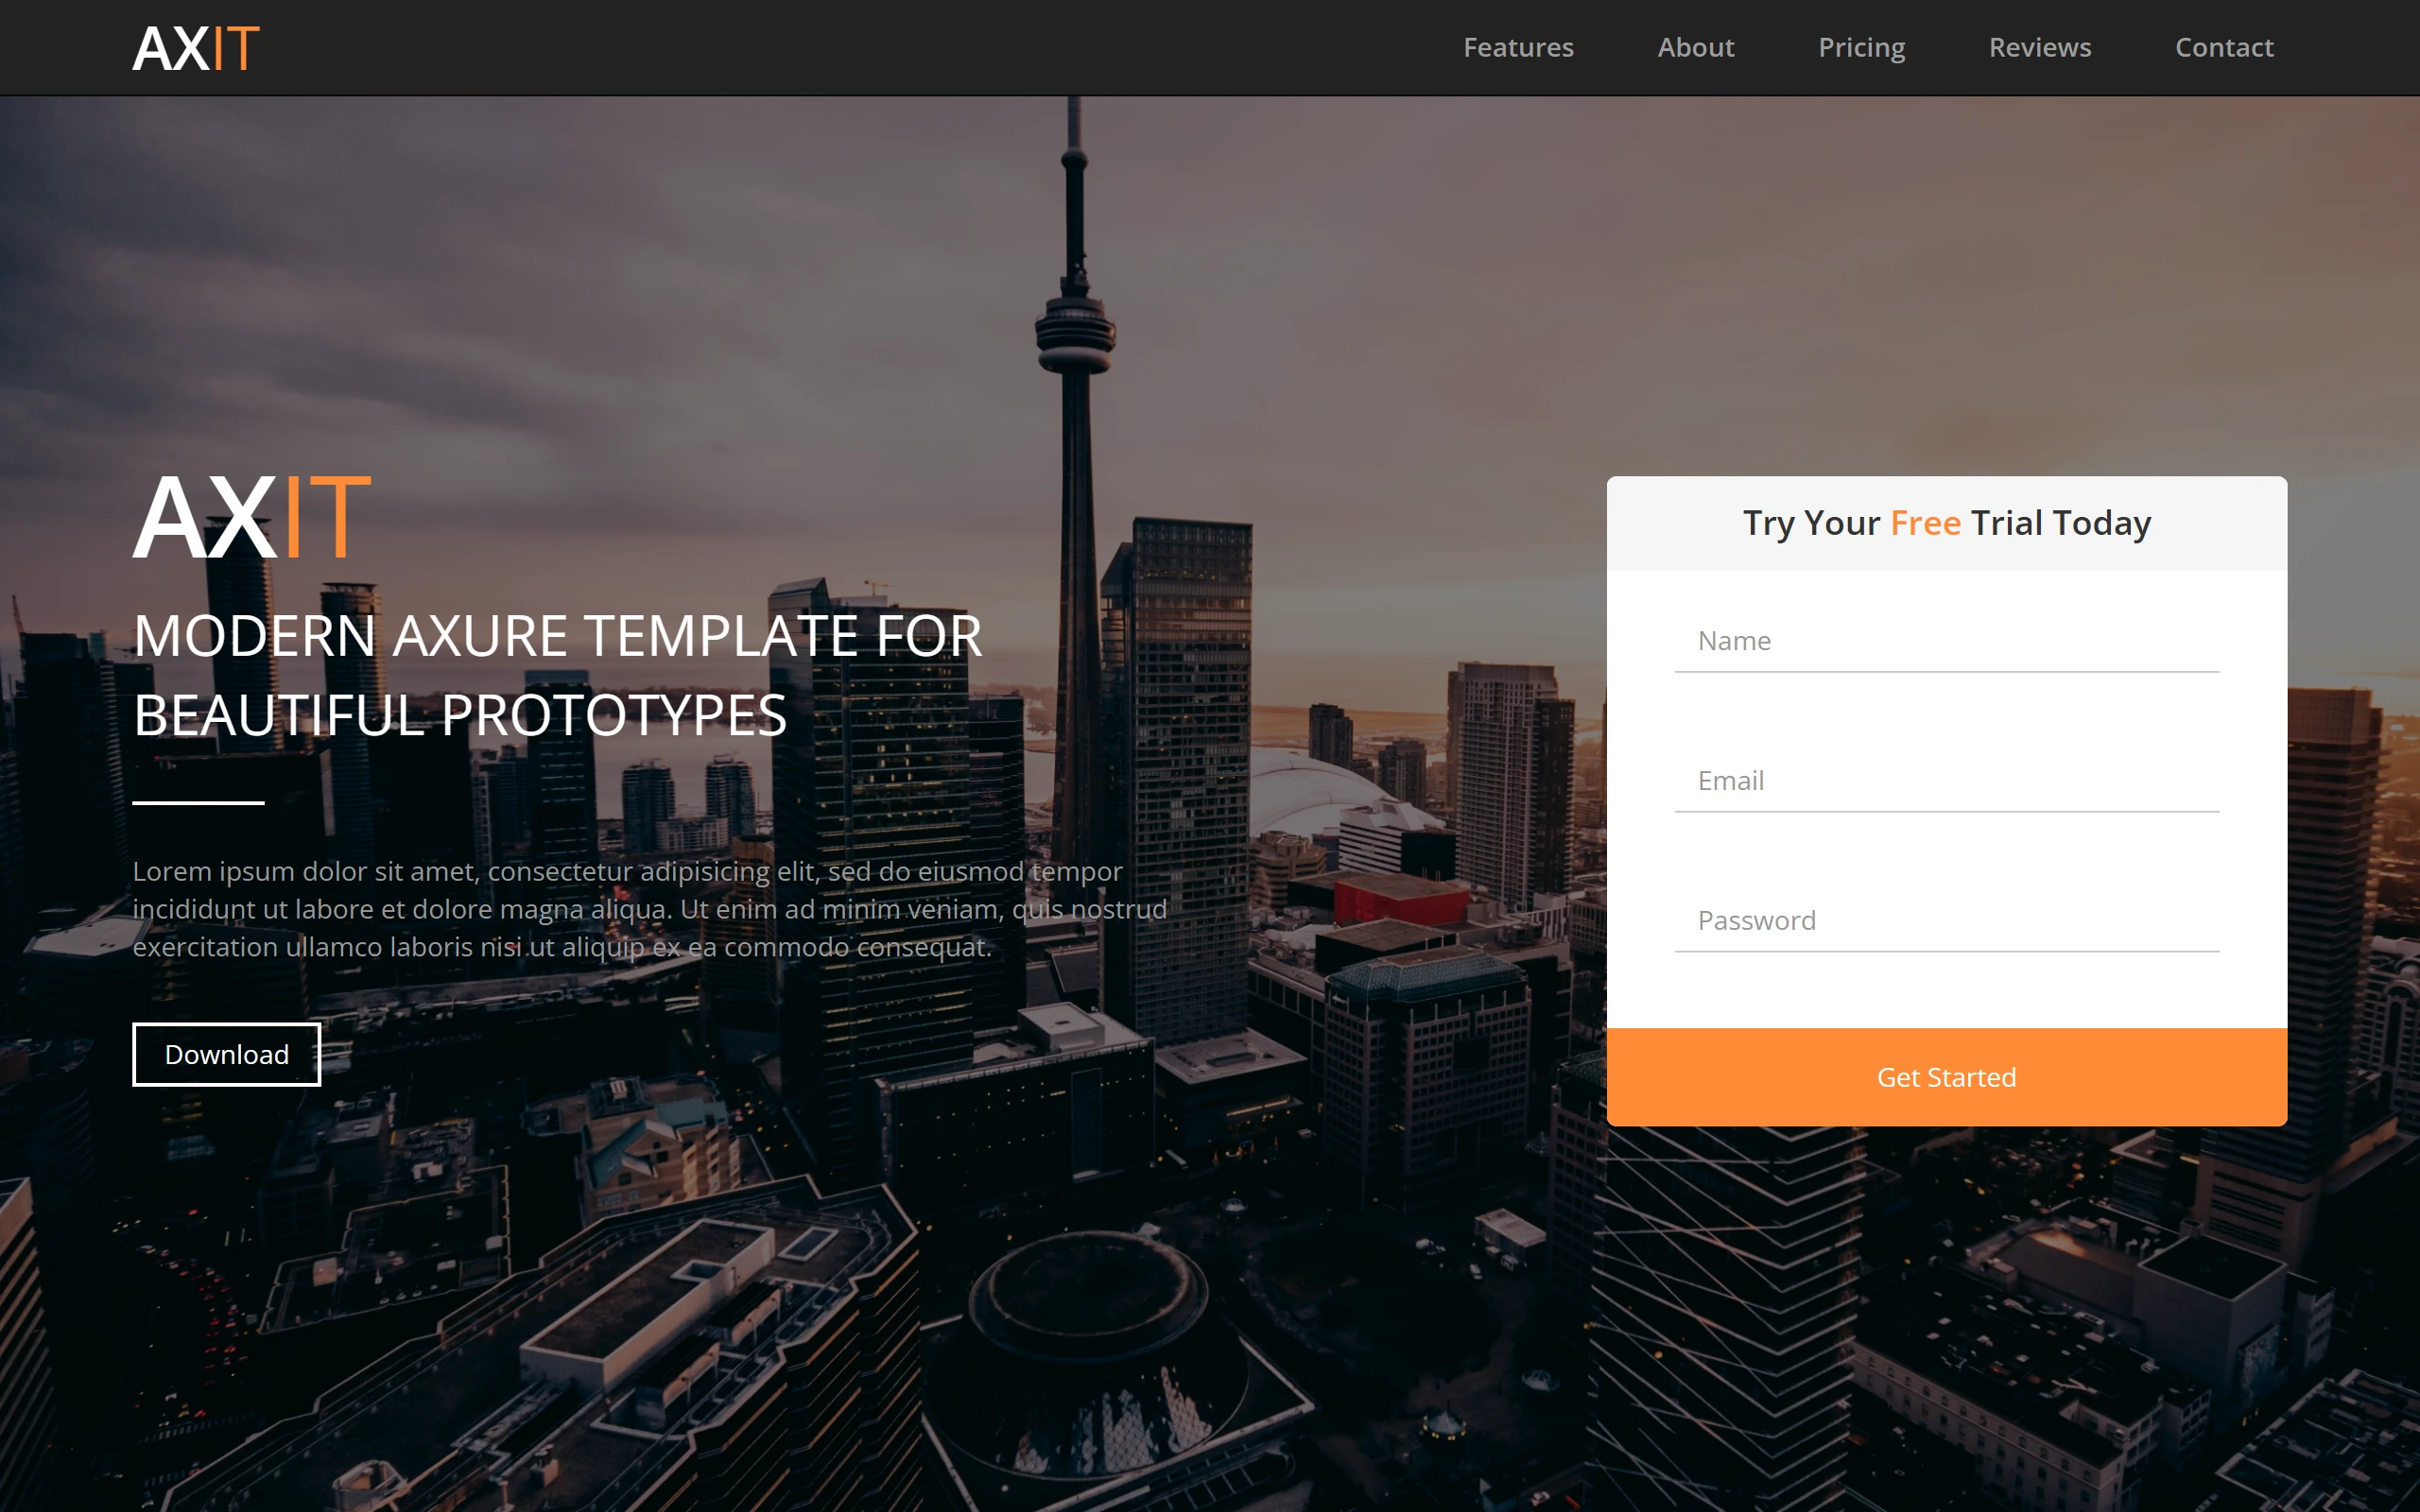 AXIT
Features
About
Pricing
Reviews
Contact
AXIT
MODERN AXURE TEMPLATE FOR
BEAUTIFUL PROTOTYPES
Lorem ipsum dolor sit amet, consectetur adipisicing elit, sed do eiusmod tempor
incididunt ut labore et dolore magna aliqua. Ut enim ad minim veniam, quis nostrud
exercitation ullamco laboris nisi ut aliquip ex ea commodo consequat.
Download
Try Your Free Trial Today
Name
Email
Password
Get Started